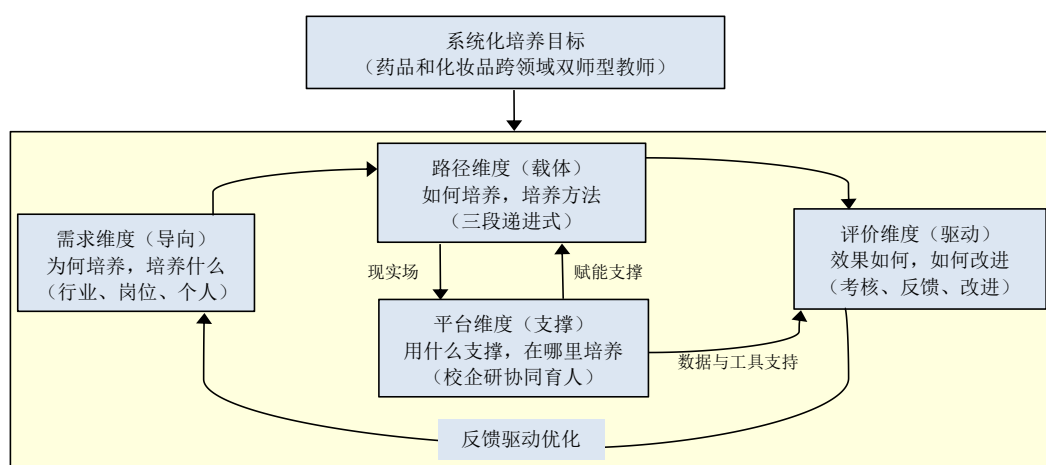 系统化培养目标
（药品和化妆品跨领域双师型教师）
路径维度（载体）
如何培养，培养方法
（三段递进式）
需求维度（导向）
为何培养，培养什么
（行业、岗位、个人）
评价维度（驱动）
效果如何，如何改进
（考核、反馈、改进）
现实场
赋能支撑
平台维度（支撑）
用什么支撑，在哪里培养
（校企研协同育人）
数据与工具支持
反馈驱动优化